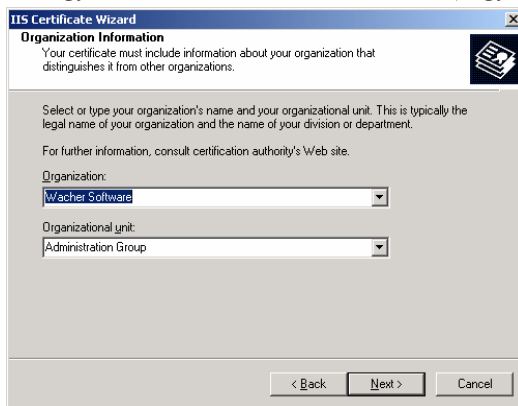 IIS Certificate Wizard
Organization Information
Your certificate must include information about your organization that
distinguishes it from other organizations.
Select or type your organization's name and your organizational unit. This is typically the
legal name of your organization and the name of your division or department.
For further information, consult certification authority's Web site.
Organization:
Wacher Software
Organizational unit:
Administration Group
< Back Next > Cancel